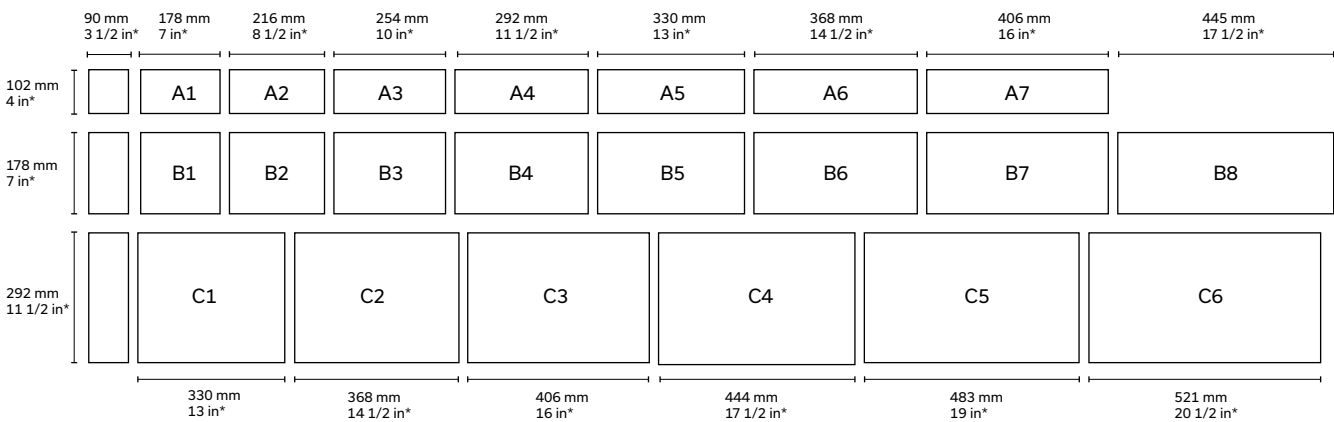 90 mm 178 mm 216 mm 254 mm 292 mm 330 mm 368 mm 406 mm 445 mm
3 1/2 in* 7 in* 8 1/2 in* 10 in* 11 1/2 in* 13 in* 14 1/2 in* 16 in* 17 1/2 in*
102 mm
4 in*
A1 A2 A3 A4 A5 A6 A7
178 mm
7 in*
B1 B2 B3 B4 B5 B6 B7 B8
292 mm
11 1/2 in*
C1 C2 C3 C4 C5 C6
330 mm 368 mm 406 mm 444 mm 483 mm 521 mm
13 in* 14 1/2 in* 16 in* 17 1/2 in* 19 in* 20 1/2 in*